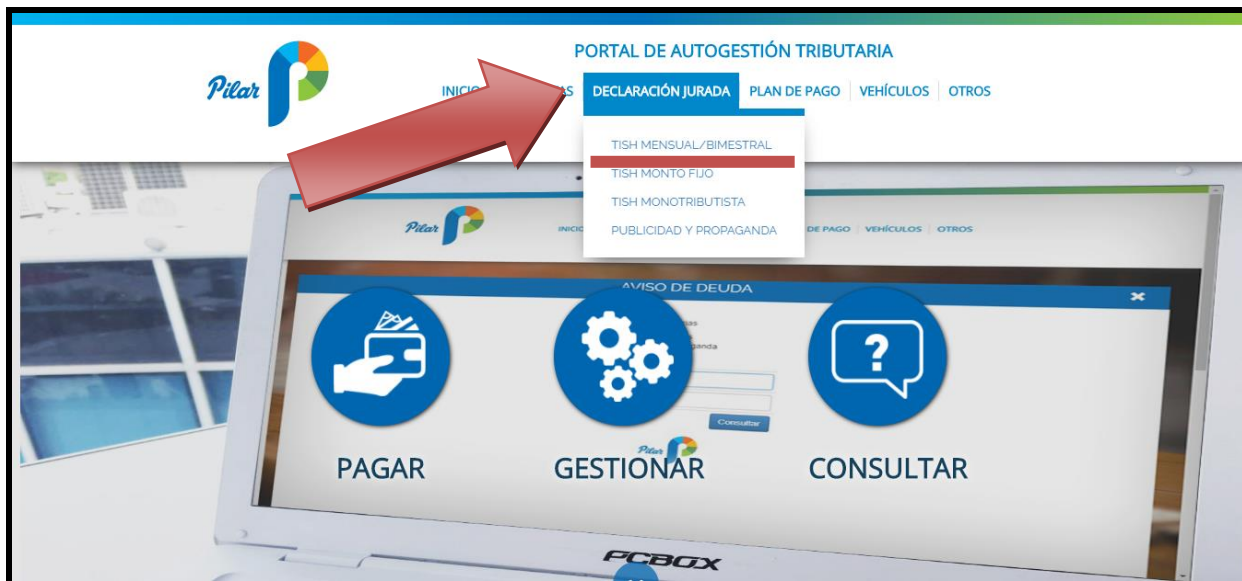 PORTAL DE AUTOGESTIÓN TRIBUTARIA
Pilar
INICIO
DECLARACIÓN JURADA
PLAN DE PAGO
VEHÍCULOS
OTROS
TISH MENSUAL/BIMESTRAL
TISH MONTO FIJO
TISH MONOTRIBUTISTA
PUBLICIDAD Y PROPAGANDA
Pilar
DE PAGO
VEHÍCULOS
OTROS
AVISO DE DEUDA
Consultar
Pilar
PAGAR
GESTIONAR
CONSULTAR
PCBOX